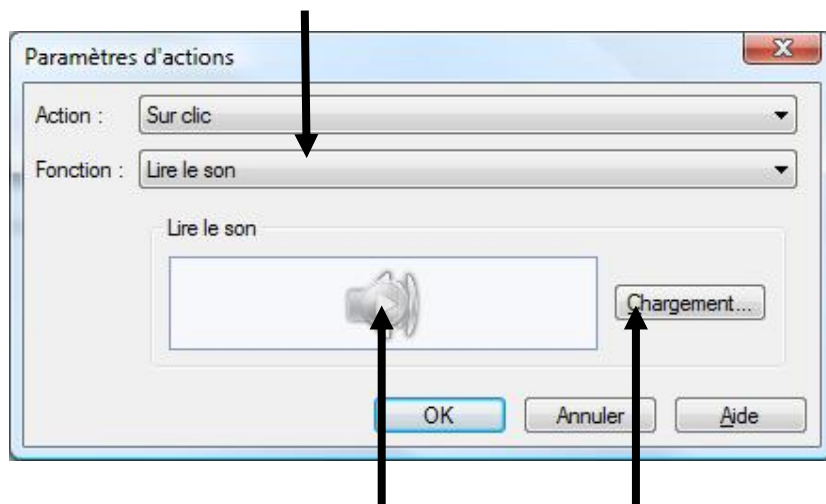 Paramètres d'actions
Action : Sur clic
Fonction : Lire le son
Lire le son
Chargement...
OK Annuler Aide